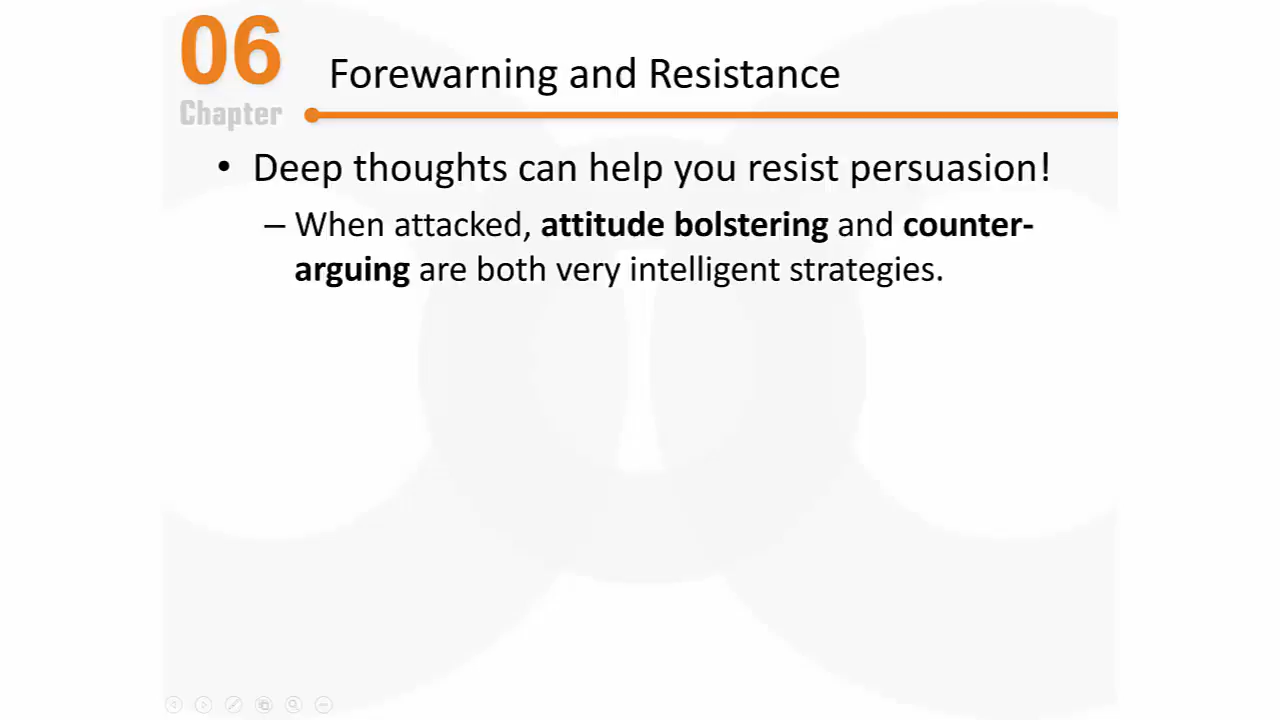 06
Chapter
Forewarning and Resistance
• Deep thoughts can help you resist persuasion!
– When attacked, attitude bolstering and counter-
arguing are both very intelligent strategies.